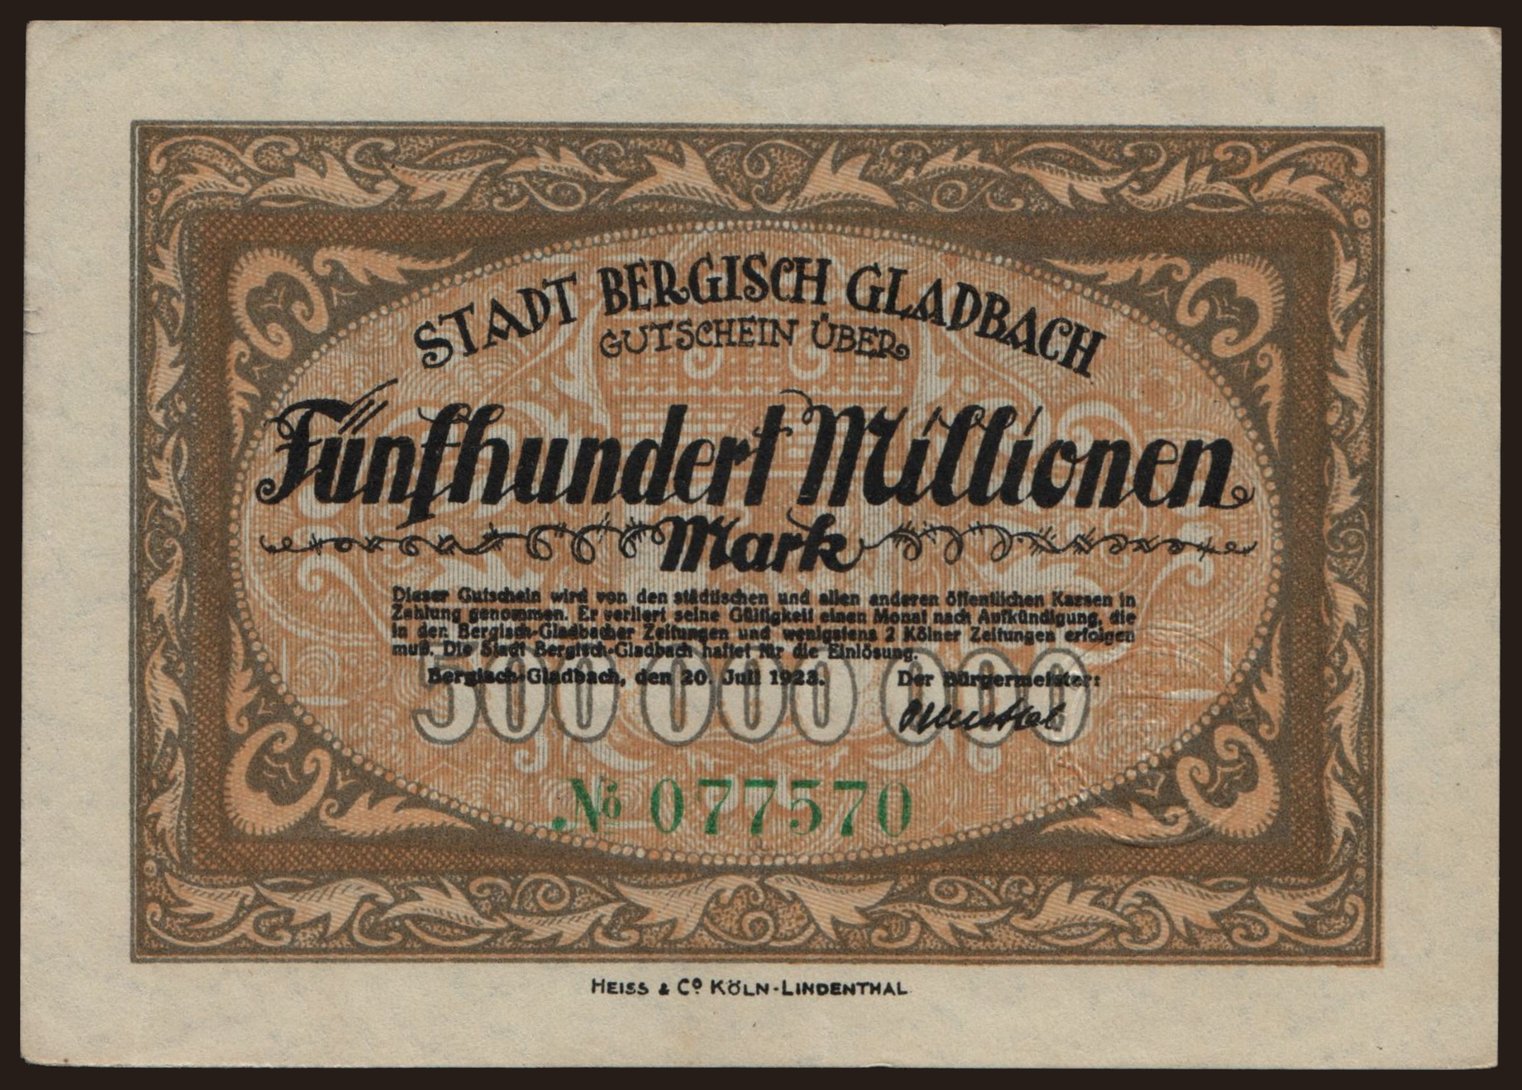 STADT BERGISCH GLADBACH
GUTSCHEIN ÜBER
Fünfhundert Millionen
Mark
Dieser Gutschein wird von den städtischen und allen anderen öffentlichen Kassen in
Zahlung genommen. Er verliert seine Gültigkeit einen Monat nach Aufkündigung, die
in den Bergisch-Gladbacher Zeitungen und wenigstens 2 Kölner Zeitungen erfolgen
muß. Die Stadt Bergisch-Gladbach haftet für die Einlösung.
500 000 000
Bergisch-Gladbach, den 20. Juli 1923. Der Bürgermeister:
No 077570
HEISS & Co KÖLN-LINDENTHAL